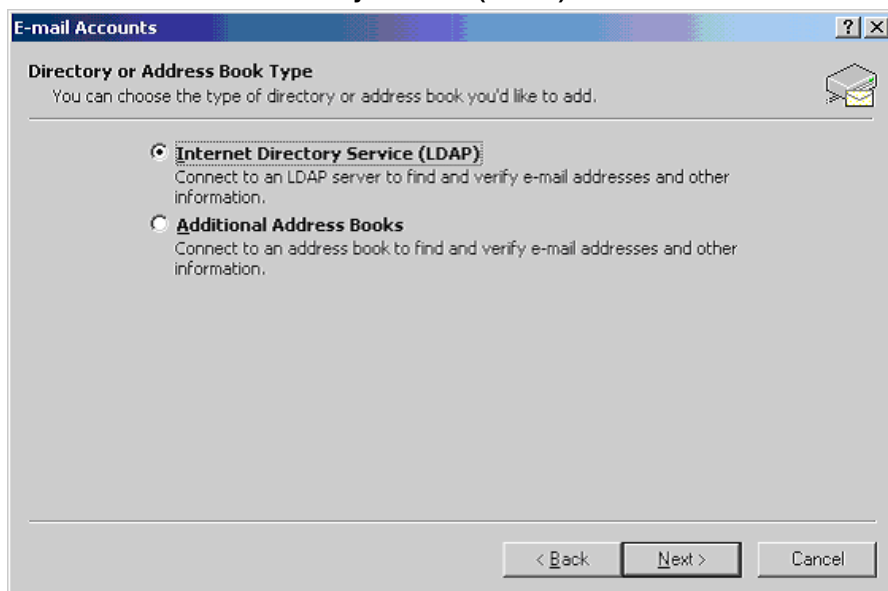 E-mail Accounts
Directory or Address Book Type
You can choose the type of directory or address book you'd like to add.
Internet Directory Service (LDAP)
Connect to an LDAP server to find and verify e-mail addresses and other
information.
Additional Address Books
Connect to an address book to find and verify e-mail addresses and other
information.
< Back Next > Cancel